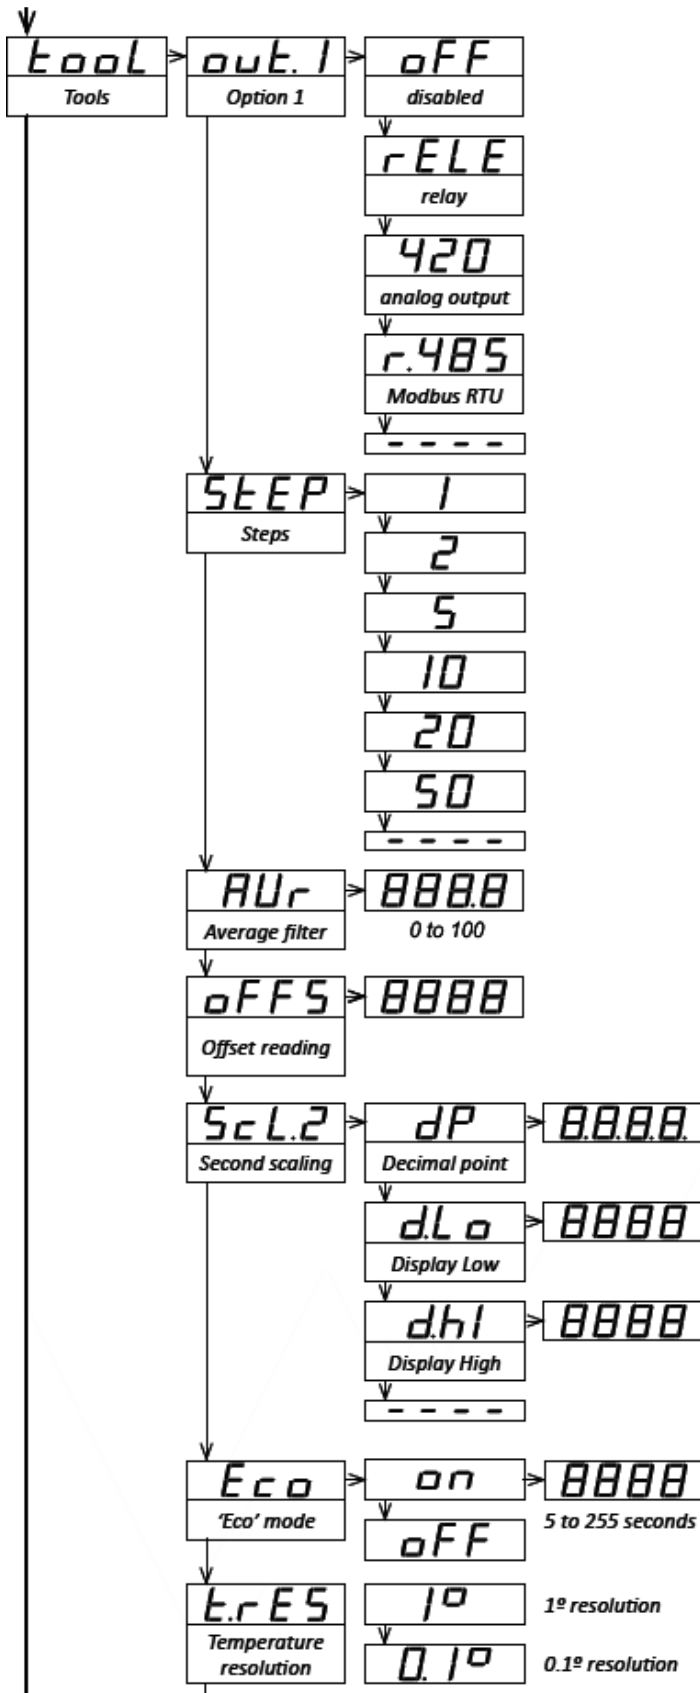 tooL
Tools
out.1
Option 1
oFF
disabled
rELE
relay
420
analog output
r.485
Modbus RTU
- - - -
StEP
Steps
1
2
5
10
20
50
- - - -
AVr
Average filter
888.8
0 to 100
oFFS
Offset reading
8888
ScL.2
Second scaling
dP
Decimal point
8.8.8.8.
d.Lo
Display Low
8888
d.hI
Display High
8888
- - - -
Eco
'Eco' mode
on
8888
5 to 255 seconds
oFF
t.rES
Temperature
resolution
1º
1º resolution
0.1º
0.1º resolution